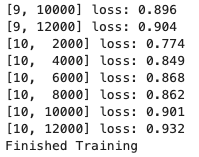 [9, 10000] loss: 0.896
[9, 12000] loss: 0.904
[10,  2000] loss: 0.774
[10,  4000] loss: 0.849
[10,  6000] loss: 0.868
[10,  8000] loss: 0.862
[10, 10000] loss: 0.901
[10, 12000] loss: 0.932
Finished Training